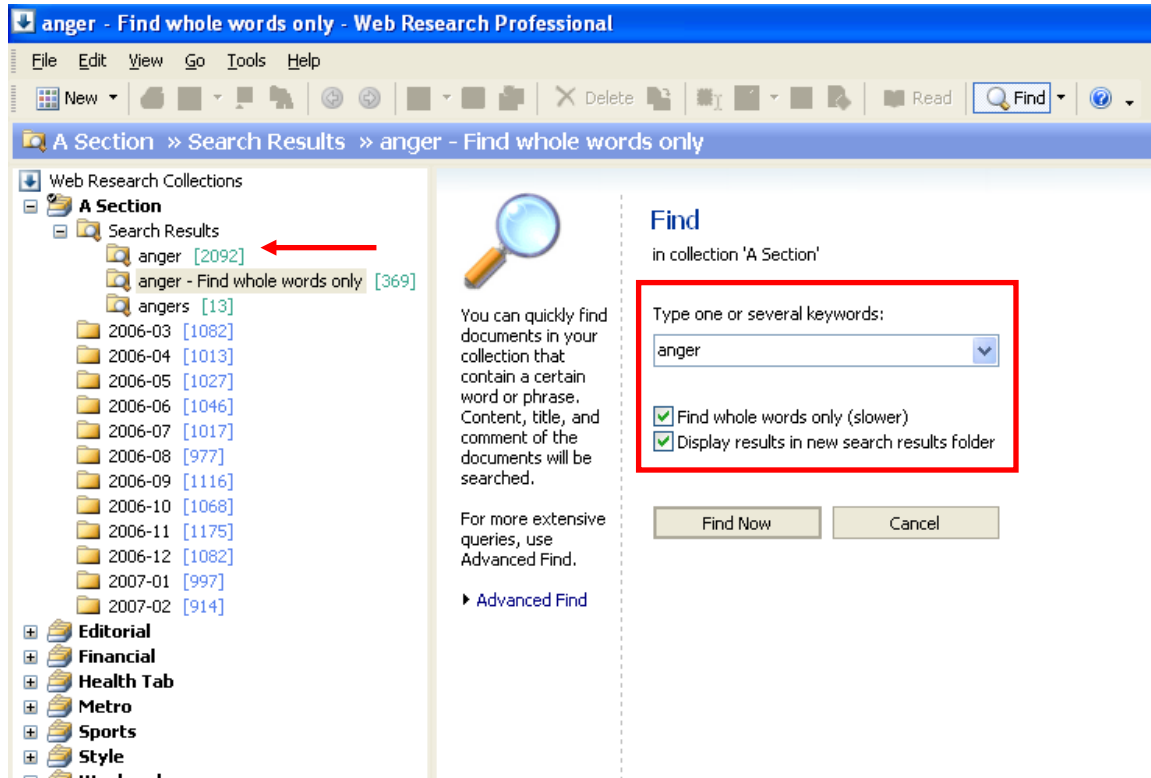 anger - Find whole words only - Web Research Professional
File Edit View Go Tools Help
New Delete Read Find
A Section » Search Results » anger - Find whole words only
Web Research Collections
A Section
Search Results
anger [2092]
anger - Find whole words only [369]
angers [13]
2006-03 [1082]
2006-04 [1013]
2006-05 [1027]
2006-06 [1046]
2006-07 [1017]
2006-08 [977]
2006-09 [1116]
2006-10 [1068]
2006-11 [1175]
2006-12 [1082]
2007-01 [997]
2007-02 [914]
Editorial
Financial
Health Tab
Metro
Sports
Style
You can quickly find
documents in your
collection that
contain a certain
word or phrase.
Content, title, and
comment of the
documents will be
searched.
For more extensive
queries, use
Advanced Find.
Advanced Find
Find
in collection 'A Section'
Type one or several keywords:
anger
Find whole words only (slower)
Display results in new search results folder
Find Now Cancel